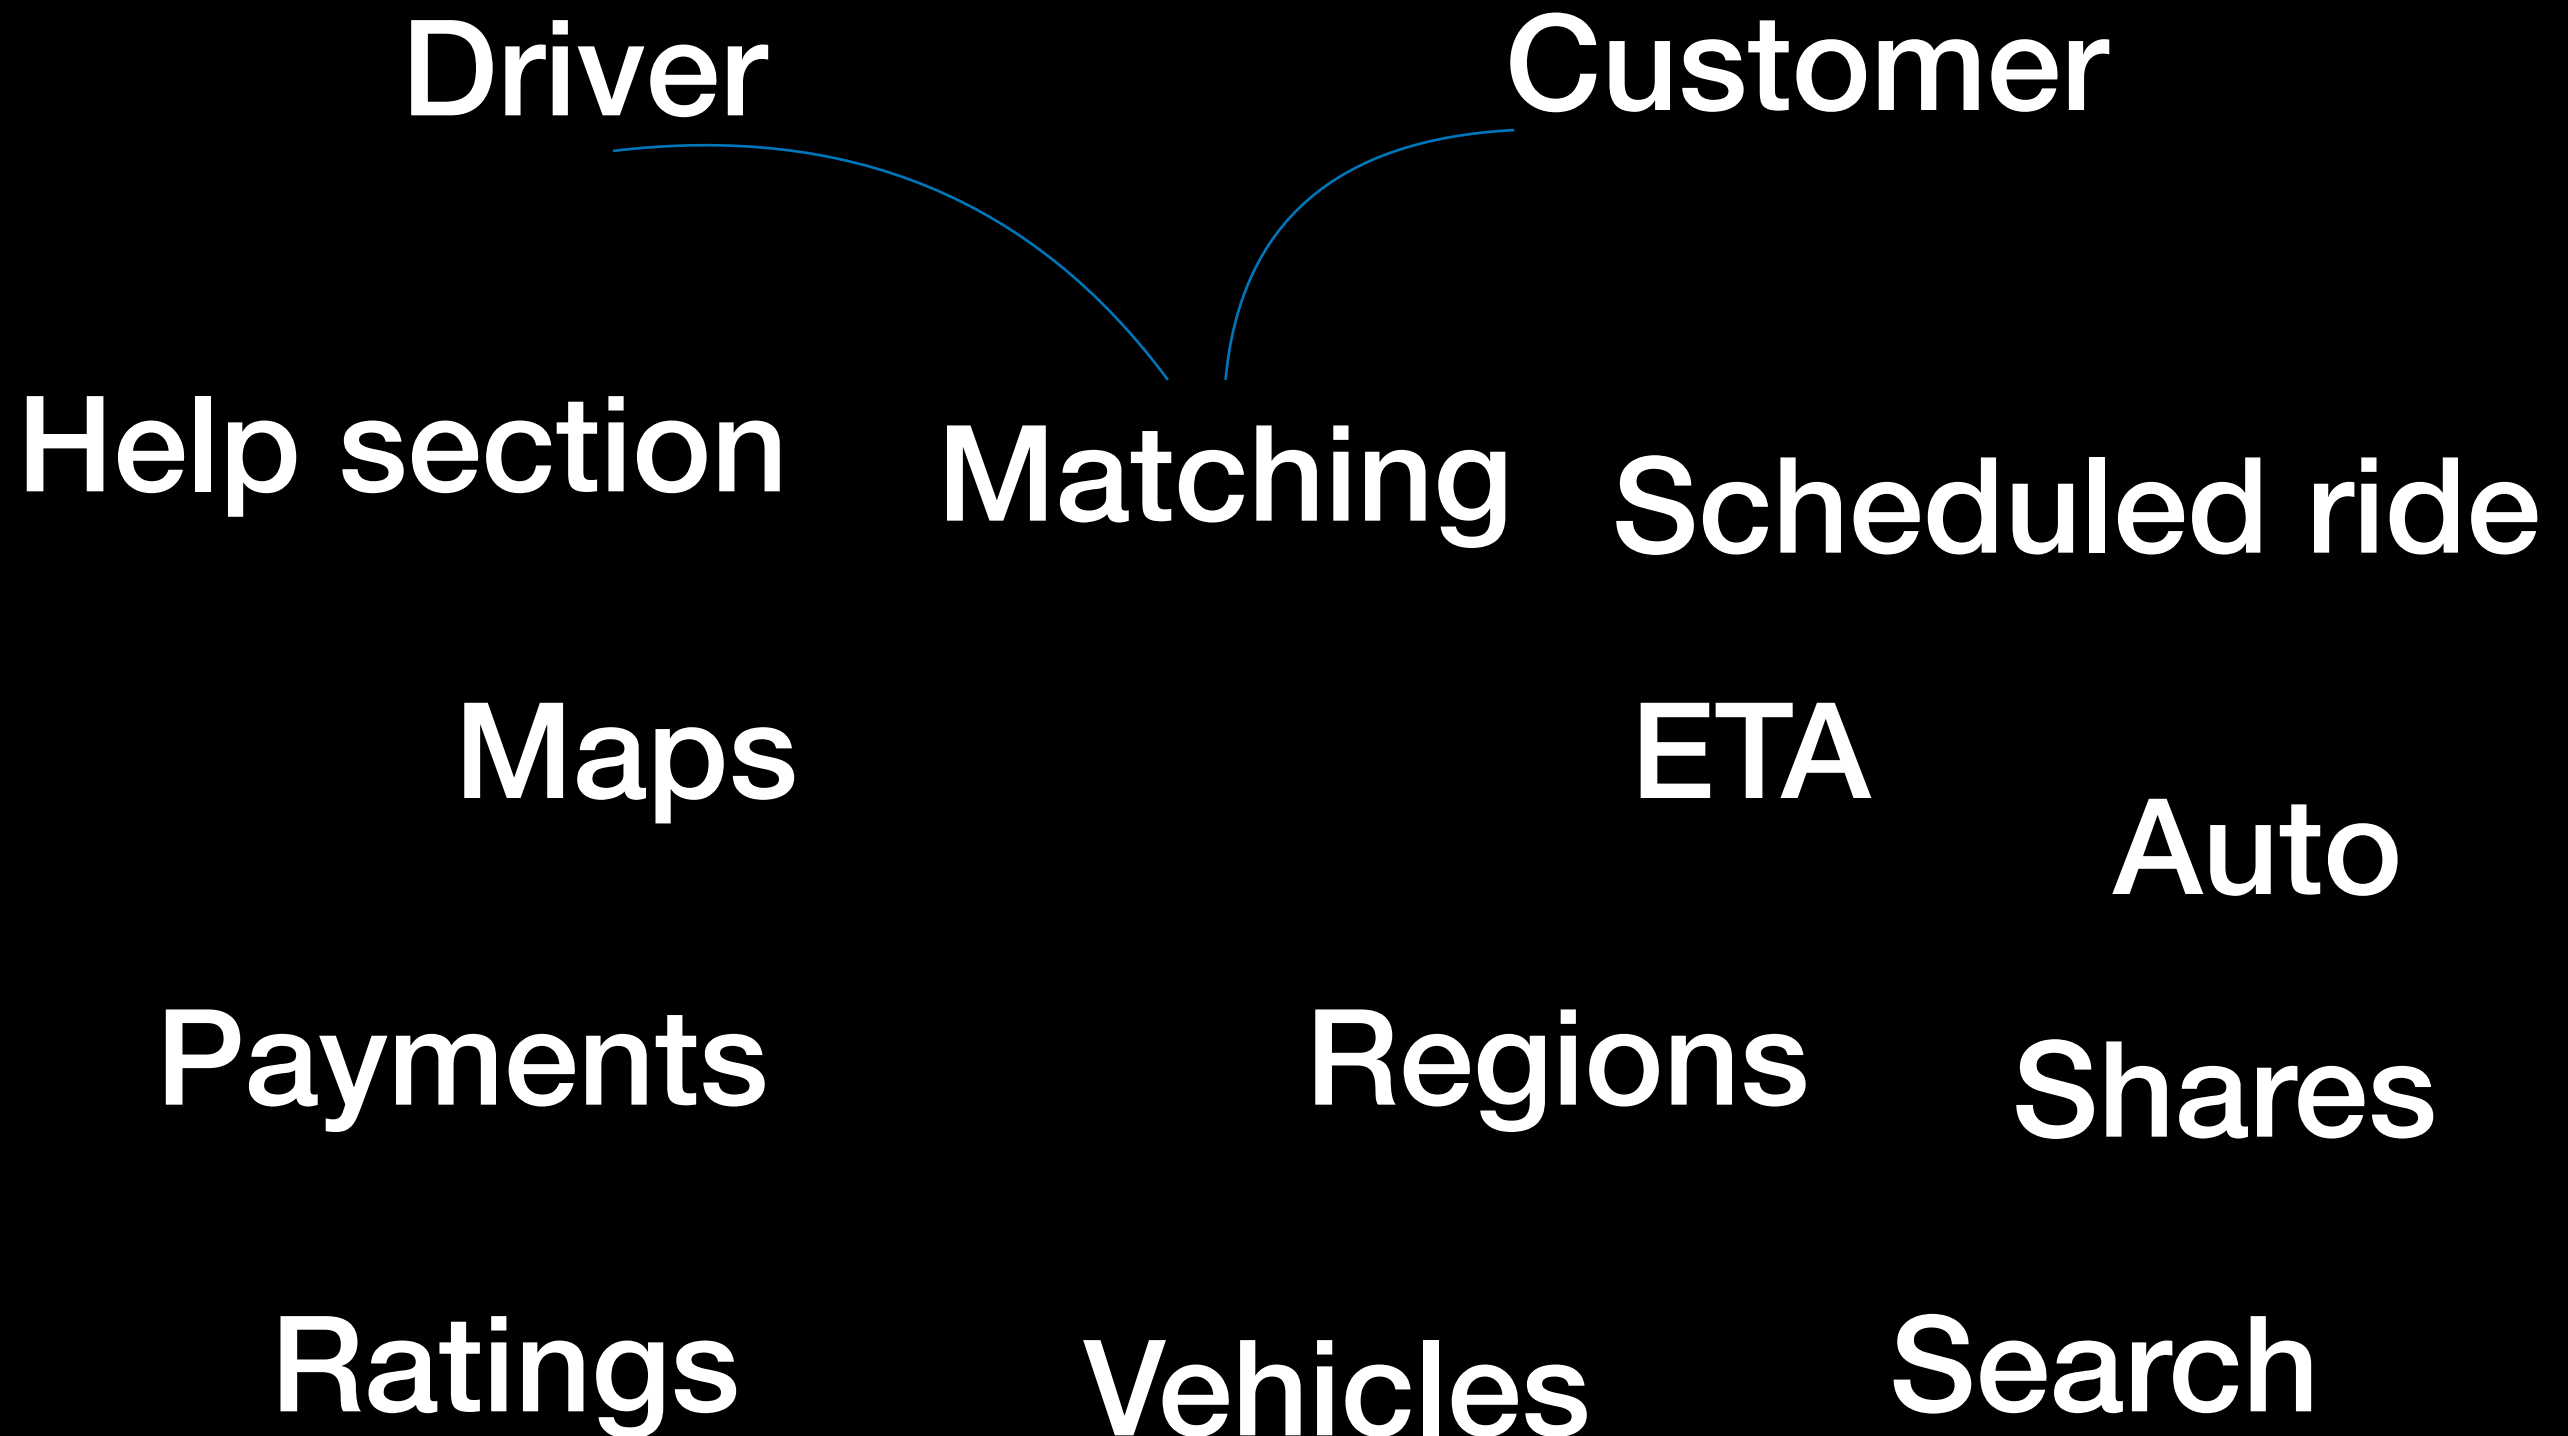 Driver
Customer
Help section
Matching
Scheduled ride
Maps
ETA
Auto
Payments
Regions
Shares
Ratings
Vehicles
Search